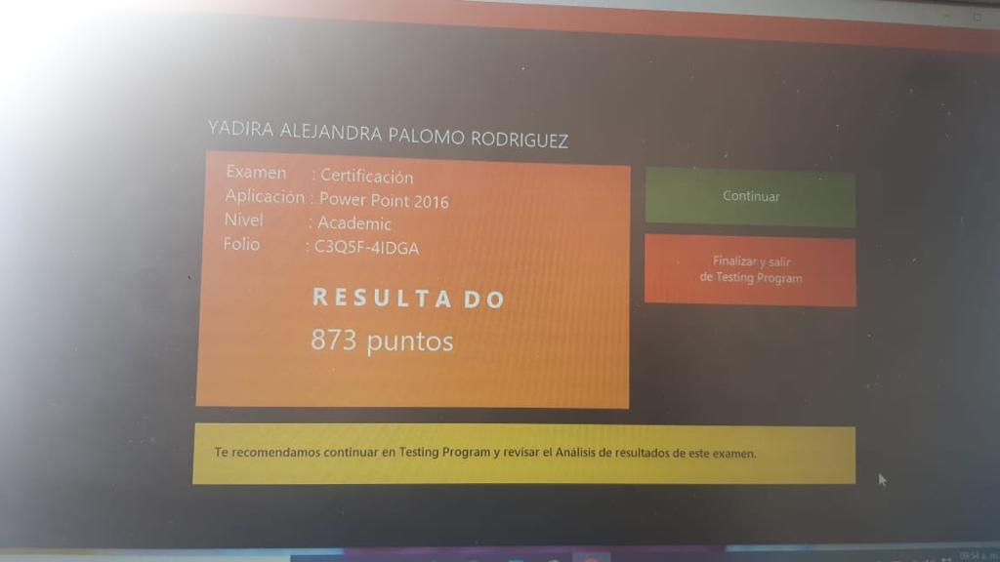 YADIRA ALEJANDRA PALOMO RODRIGUEZ
Examen : Certificación
Aplicación : Power Point 2016
Nivel : Academic
Folio : C3Q5F-4IDGA
RESULTADO
873 puntos
Continuar
Finalizar y salir
de Testing Program
Te recomendamos continuar en Testing Program y revisar el Análisis de resultados de este examen.